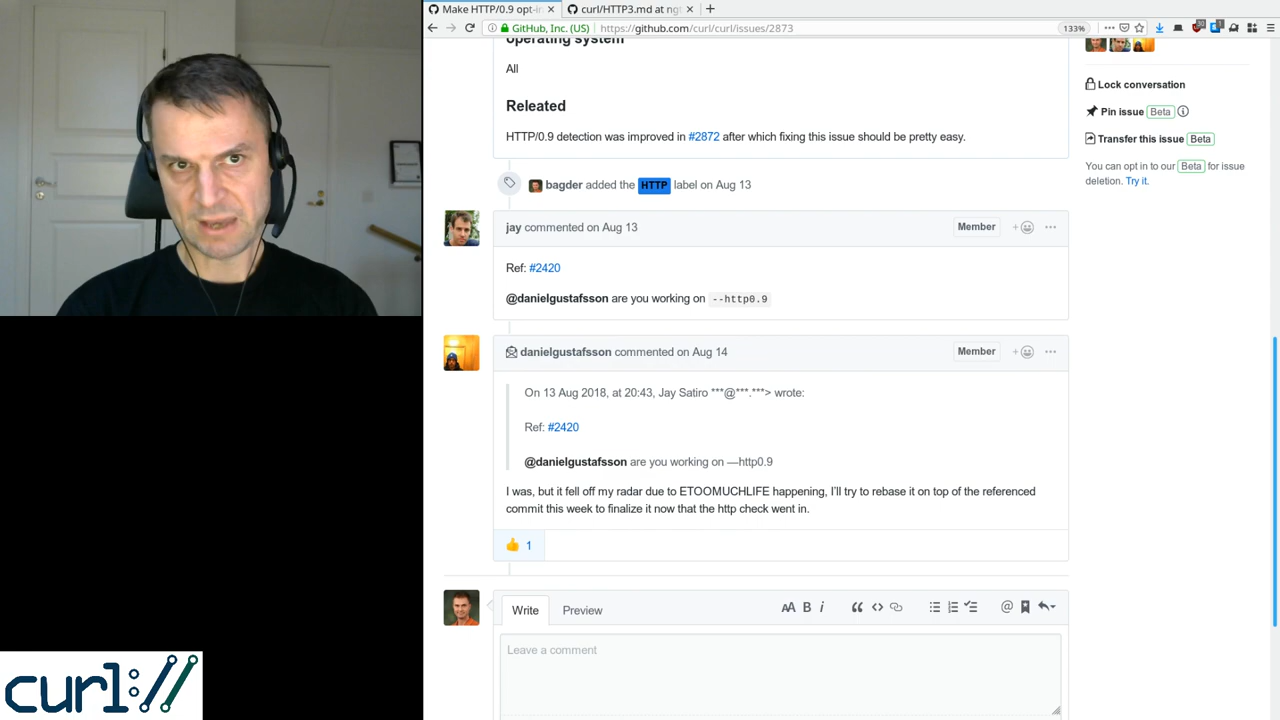 Make HTTP/0.9 opt-i
curl/HTTP3.md at ng
GitHub, Inc. (US)
https://github.com/curl/curl/issues/2873
133%
operating system
All
Releated
HTTP/0.9 detection was improved in #2872 after which fixing this issue should be pretty easy.
bagder added the HTTP label on Aug 13
jay commented on Aug 13
Member
Ref: #2420
@danielgustafsson are you working on --http0.9
danielgustafsson commented on Aug 14
Member
On 13 Aug 2018, at 20:43, Jay Satiro ***@***.***> wrote:
Ref: #2420
@danielgustafsson are you working on —http0.9
I was, but it fell off my radar due to ETOOMUCHLIFE happening, I'll try to rebase it on top of the referenced
commit this week to finalize it now that the http check went in.
👍 1
Write
Preview
AA B i
Leave a comment
Lock conversation
Pin issue Beta
Transfer this issue Beta
You can opt in to our Beta for issue
deletion. Try it.
curl://